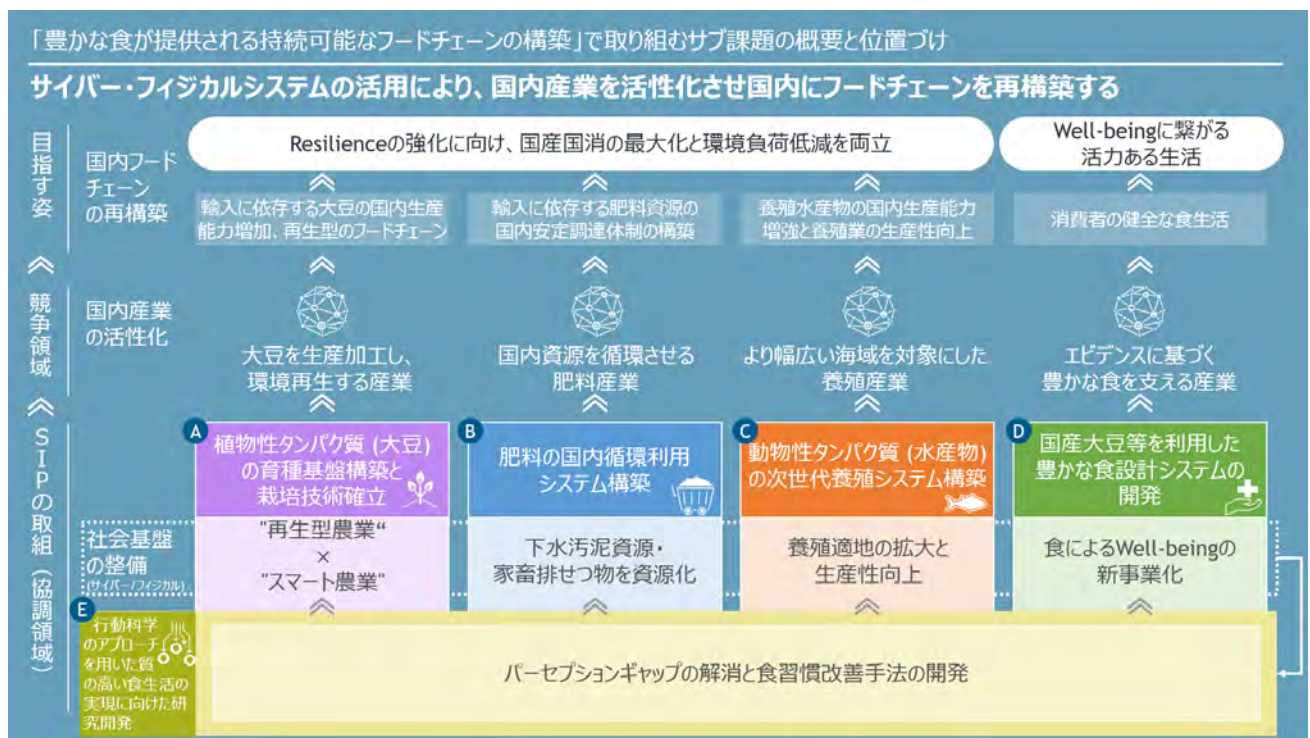 「豊かな食が提供される持続可能なフードチェーンの構築」で取り組むサブ課題の概要と位置づけ
サイバー・フィジカルシステムの活用により、国内産業を活性化させ国内にフードチェーンを再構築する
目指す姿
国内フード
チェーン
の再構築
Resilienceの強化に向け、国産国消の最大化と環境負荷低減を両立
Well-beingに繋がる
活力ある生活
輸入に依存する大豆の国内生産
能力増加、再生型のフードチェーン
輸入に依存する肥料資源の
国内安定調達体制の構築
養殖水産物の国内生産能力
増強と養殖業の生産性向上
消費者の健全な食生活
競争領域
国内産業
の活性化
大豆を生産加工し、
環境再生する産業
国内資源を循環させる
肥料産業
より幅広い海域を対象にした
養殖産業
エビデンスに基づく
豊かな食を支える産業
SIPの取組(協調領域)
A
植物性タンパク質 (大豆)
の育種基盤構築と
栽培技術確立
B
肥料の国内循環利用
システム構築
C
動物性タンパク質 (水産物)
の次世代養殖システム構築
D
国産大豆等を利用した
豊かな食設計システムの
開発
社会基盤
の整備
(サイバー/フィジカル)
"再生型農業“
×
"スマート農業"
下水汚泥資源・
家畜排せつ物を資源化
養殖適地の拡大と
生産性向上
食によるWell-beingの
新事業化
E
行動科学
のアプローチ
を用いた質
の高い食生活の
実現に向けた研
究開発
パーセプションギャップの解消と食習慣改善手法の開発